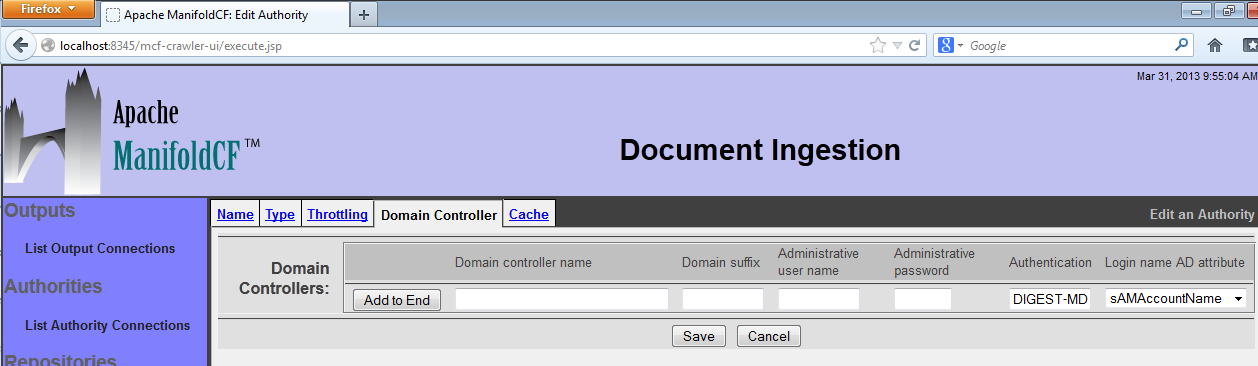 Firefox
Apache ManifoldCF: Edit Authority
localhost:8345/mcf-crawler-ui/execute.jsp
Google
Mar 31, 2013 9:55:04 AM
Apache
ManifoldCF™
Document Ingestion
Outputs
List Output Connections
Authorities
List Authority Connections
Repositories
Name Type Throttling Domain Controller Cache
Edit an Authority
Domain Controllers:
Domain controller name Domain suffix Administrative user name Administrative password Authentication Login name AD attribute
Add to End DIGEST-MD sAMAccountName
Save Cancel